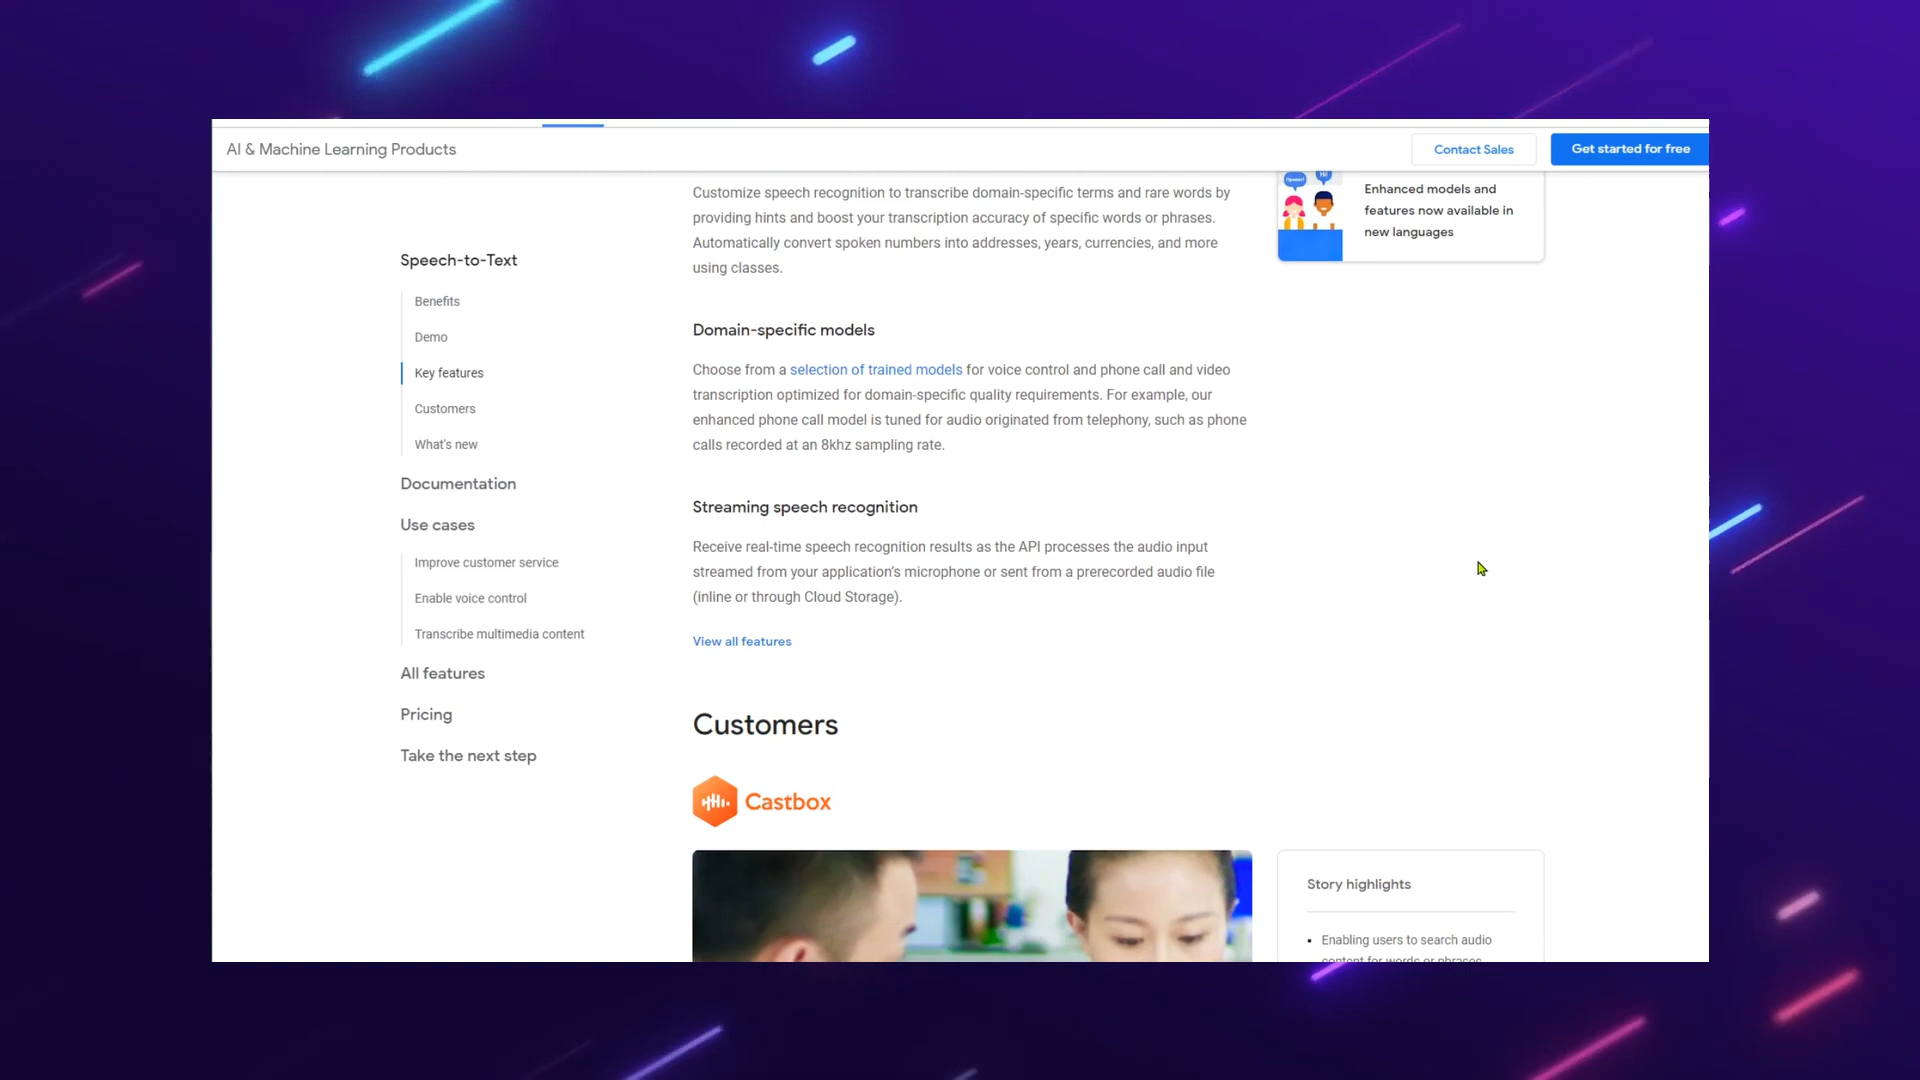 AI & Machine Learning Products
Contact Sales
Get started for free
Speech-to-Text
Benefits
Demo
Key features
Customers
What's new
Documentation
Use cases
Improve customer service
Enable voice control
Transcribe multimedia content
All features
Pricing
Take the next step
Customize speech recognition to transcribe domain-specific terms and rare words by
providing hints and boost your transcription accuracy of specific words or phrases.
Automatically convert spoken numbers into addresses, years, currencies, and more
using classes.
Domain-specific models
Choose from a selection of trained models for voice control and phone call and video
transcription optimized for domain-specific quality requirements. For example, our
enhanced phone call model is tuned for audio originated from telephony, such as phone
calls recorded at an 8khz sampling rate.
Streaming speech recognition
Receive real-time speech recognition results as the API processes the audio input
streamed from your application's microphone or sent from a prerecorded audio file
(inline or through Cloud Storage).
View all features
Customers
Castbox
Hi!
Enhanced models and
features now available in
new languages
Story highlights
• Enabling users to search audio
content for words or phrases